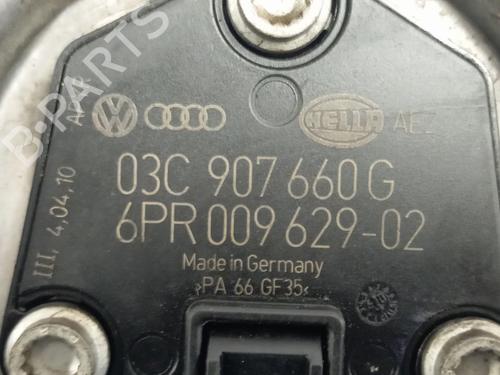 B-PARTS
HELLA AEZ
03C 907 660 G
6PR 009 629-02
Made in Germany
>PA 66 GF35<
III. 4.04.10